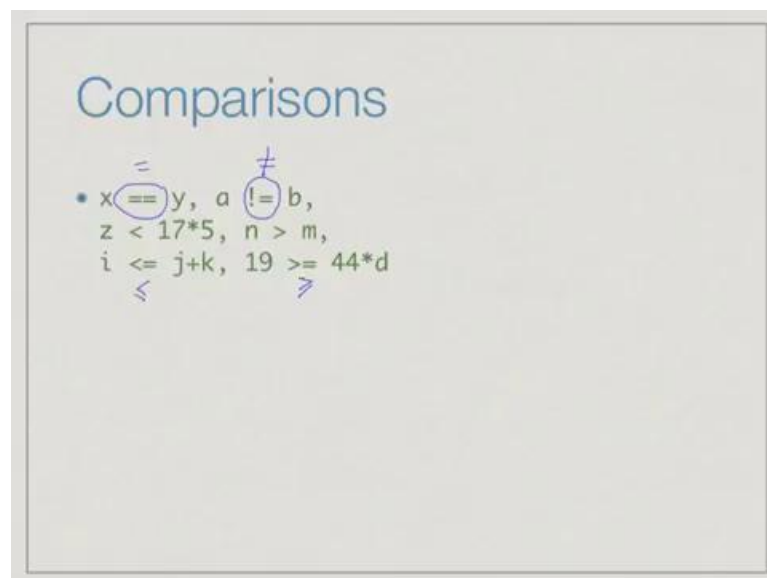 Comparisons
= ≠
• x == y, a != b,
z < 17*5, n > m,
i <= j+k, 19 >= 44*d
≤ ≥